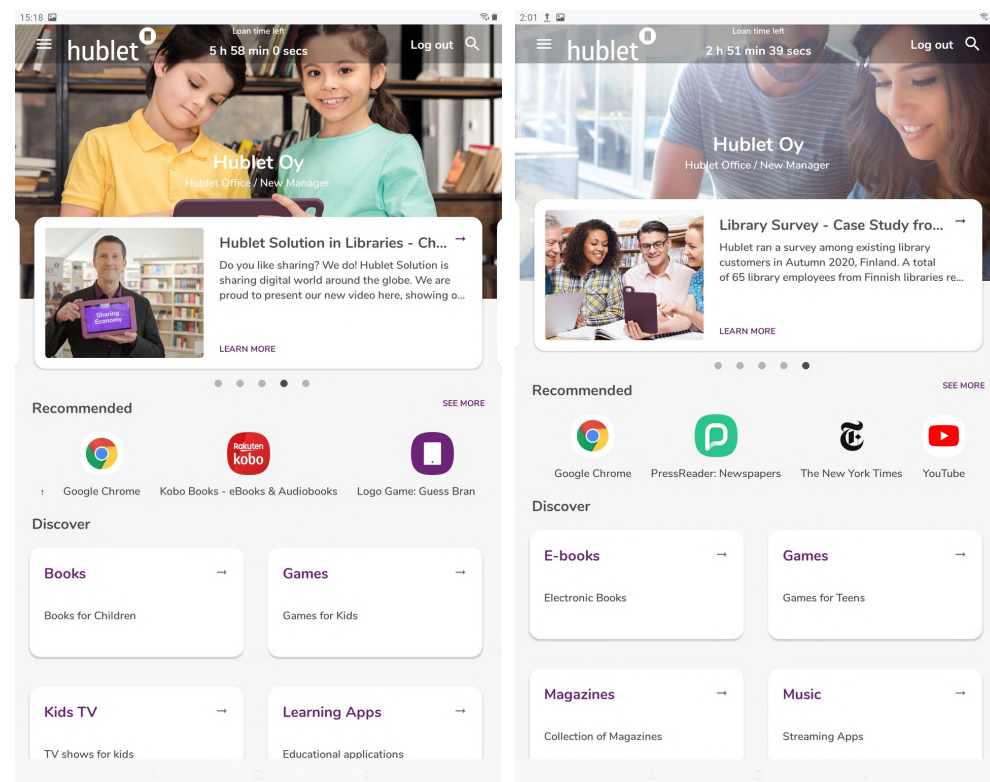 15:18
Loan time left
hublet
5 h 58 min 0 secs
Log out
Hublet Oy
Hublet Office / New Manager
Sharing
Economy
Hublet Solution in Libraries - Ch...
Do you like sharing? We do! Hublet Solution is
sharing digital world around the globe. We are
proud to present our new video here, showing o...
LEARN MORE
Recommended
SEE MORE
Rakuten
kobo
Google Chrome
Kobo Books - eBooks & Audiobooks
Logo Game: Guess Bran
Discover
Books
Books for Children
Games
Games for Kids
Kids TV
TV shows for kids
Learning Apps
Educational applications
2:01
Loan time left
hublet
2 h 51 min 39 secs
Log out
Hublet Oy
Hublet Office / New Manager
Library Survey - Case Study fro...
Hublet ran a survey among existing library
customers in Autumn 2020, Finland. A total
of 65 library employees from Finnish libraries re...
LEARN MORE
Recommended
SEE MORE
Google Chrome
PressReader: Newspapers
The New York Times
YouTube
Discover
E-books
Electronic Books
Games
Games for Teens
Magazines
Collection of Magazines
Music
Streaming Apps